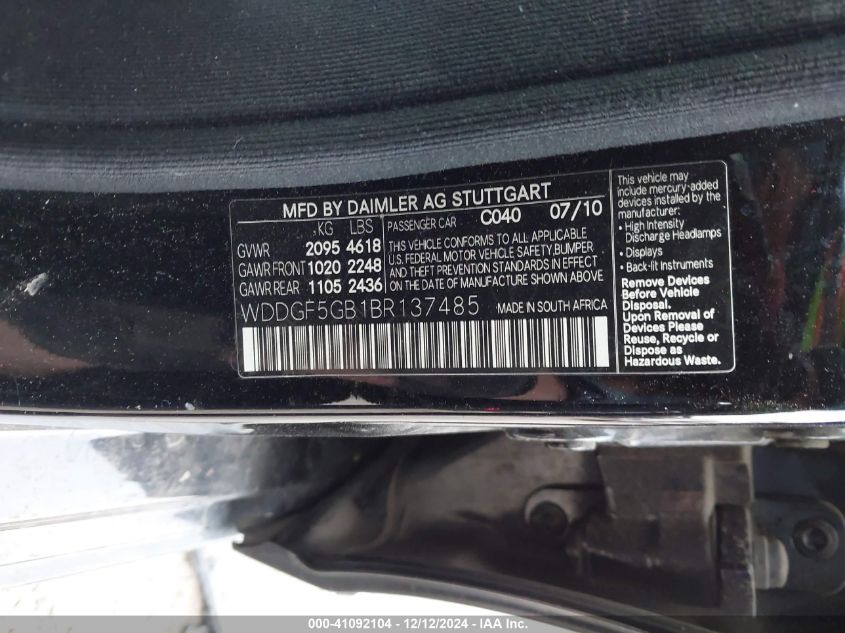 MFD BY DAIMLER AG STUTTGART
KG LBS
GVWR 2095 4618
GAWR FRONT 1020 2248
GAWR REAR 1105 2436
PASSENGER CAR C040 07/10
THIS VEHICLE CONFORMS TO ALL APPLICABLE
U.S. FEDERAL MOTOR VEHICLE SAFETY, BUMPER
AND THEFT PREVENTION STANDARDS IN EFFECT
ON THE DATE OF MANUFACTURE SHOWN ABOVE
WDDGF5GB1BR137485 MADE IN SOUTH AFRICA
This vehicle may
include mercury-added
devices installed by the
manufacturer:
• High Intensity
Discharge Headlamps
• Displays
• Back-lit Instruments
Remove Devices
Before Vehicle
Disposal.
Upon Removal of
Devices Please
Reuse, Recycle or
Dispose as
Hazardous Waste.
000-41092104 - 12/12/2024 - IAA Inc.